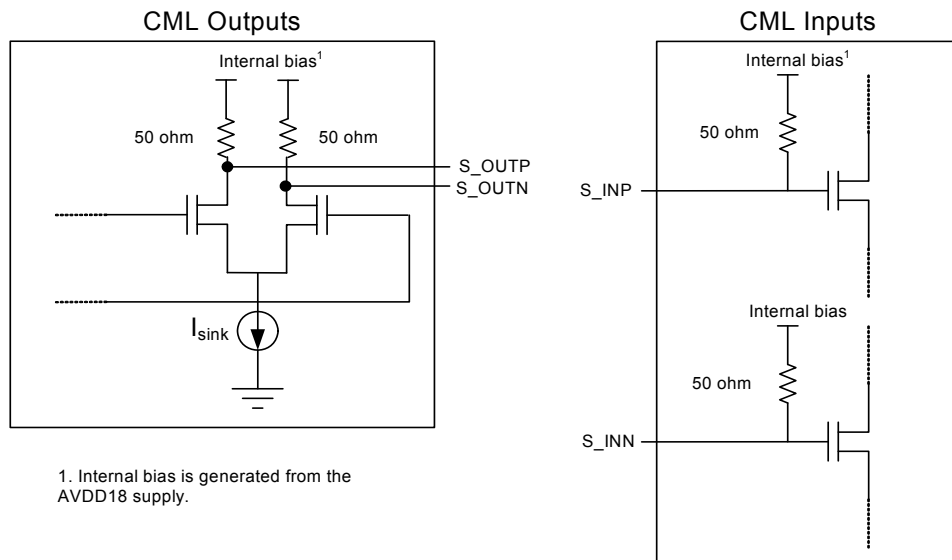 CML Outputs
Internal bias1
50 ohm
50 ohm
S_OUTP
S_OUTN
Isink
1. Internal bias is generated from the
AVDD18 supply.
CML Inputs
Internal bias1
50 ohm
S_INP
Internal bias
50 ohm
S_INN